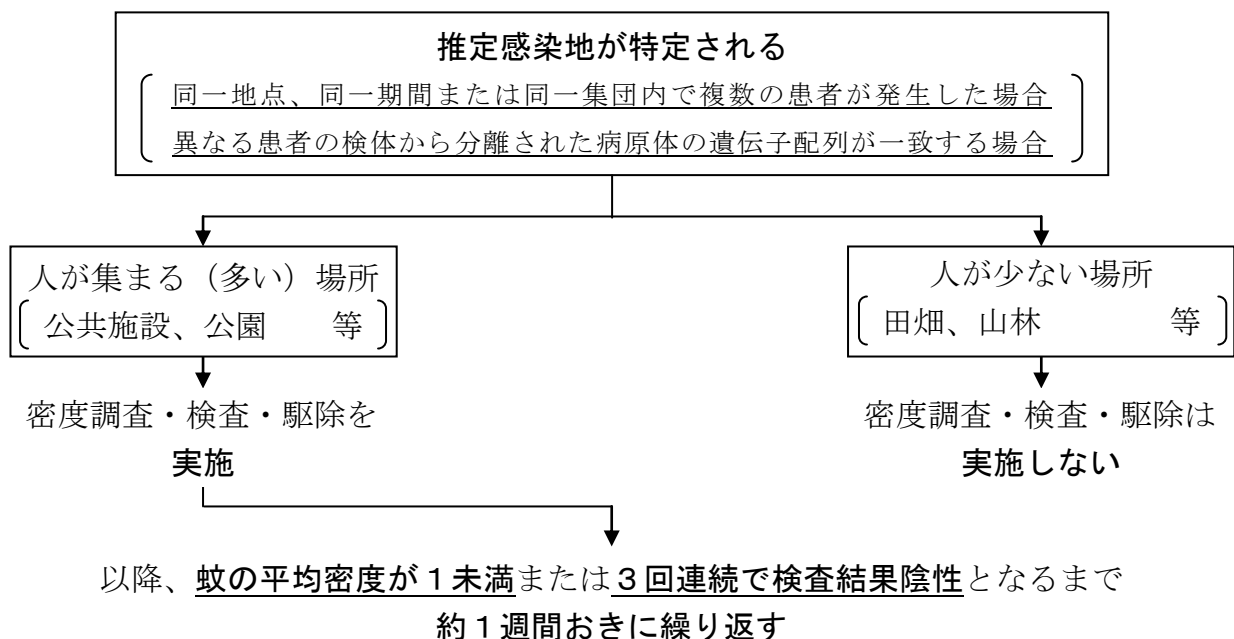 推定感染地が特定される
同一地点、同一期間または同一集団内で複数の患者が発生した場合
異なる患者の検体から分離された病原体の遺伝子配列が一致する場合
人が集まる（多い）場所
公共施設、公園　　等
人が少ない場所
田畑、山林　　　等
密度調査・検査・駆除を
実施
密度調査・検査・駆除は
実施しない
以降、蚊の平均密度が１未満または３回連続で検査結果陰性となるまで
約１週間おきに繰り返す